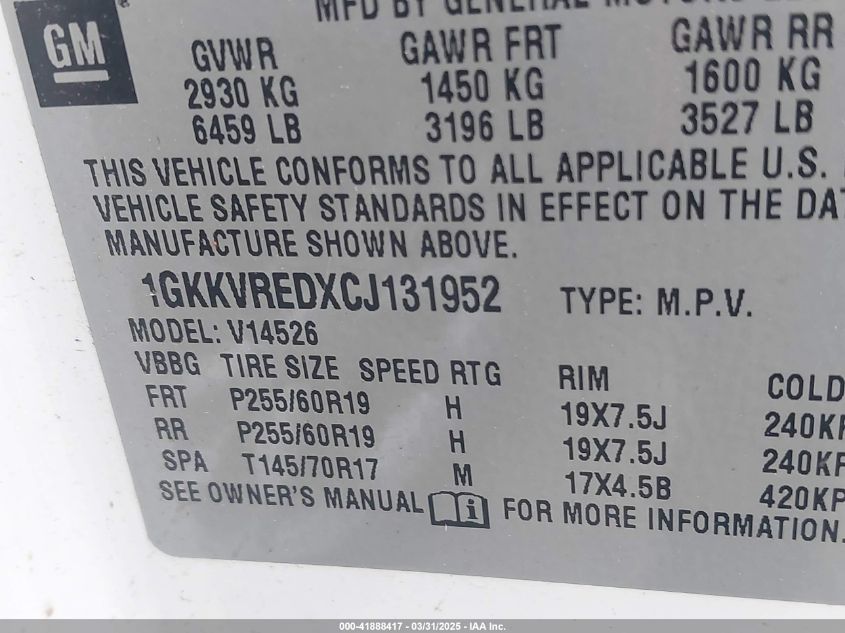 MFD BY GENERAL MOTORS
GM
GVWR GAWR FRT GAWR RR
2930 KG 1450 KG 1600 KG
6459 LB 3196 LB 3527 LB
THIS VEHICLE CONFORMS TO ALL APPLICABLE U.S.
VEHICLE SAFETY STANDARDS IN EFFECT ON THE DAT
MANUFACTURE SHOWN ABOVE.
1GKKVREDXCJ131952 TYPE: M.P.V.
MODEL: V14526
VBBG TIRE SIZE SPEED RTG RIM COLD
FRT P255/60R19 H 19X7.5J 240KP
RR P255/60R19 H 19X7.5J 240KP
SPA T145/70R17 M 17X4.5B 420KP
SEE OWNER'S MANUAL i FOR MORE INFORMATION.
000-41888417 - 03/31/2025 - IAA Inc.